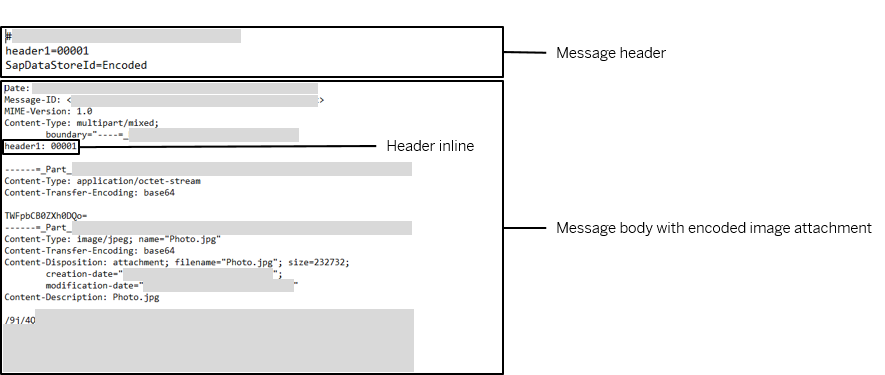 #
header1=00001
SapDataStoreId=Encoded
Message header
Date:
Message-ID: < >
MIME-Version: 1.0
Content-Type: multipart/mixed;
boundary="----=_
header1: 00001
Header inline
------=_Part_
Content-Type: application/octet-stream
Content-Transfer-Encoding: base64
TWFpbCB0ZXh0DQo=
------=_Part_
Message body with encoded image attachment
Content-Type: image/jpeg; name="Photo.jpg"
Content-Transfer-Encoding: base64
Content-Disposition: attachment; filename="Photo.jpg"; size=232732;
creation-date=" ";
modification-date=" "
Content-Description: Photo.jpg
/9j/4Q